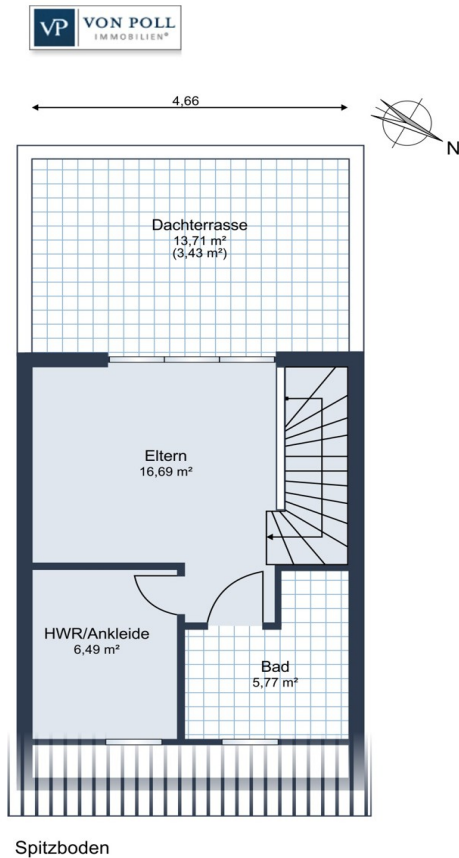 VP VON POLL
IMMOBILIEN®
4,66
N
Dachterrasse
13,71 m²
(3,43 m²)
Eltern
16,69 m²
HWR/Ankleide
6,49 m²
Bad
5,77 m²
Spitzboden